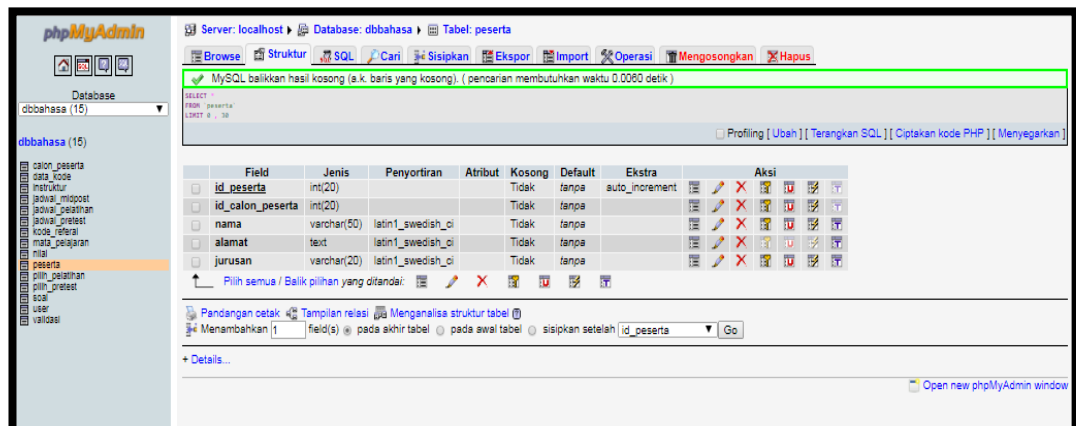 phpMyAdmin
Database
dbbahasa (15)
dbbahasa (15)
calon_peserta
data_kode
instruktur
jadwal_midpost
jadwal_pelatihan
jadwal_pretest
kode_referal
mata_pelajaran
nilai
peserta
pilih_pelatihan
pilih_pretest
soal
user
validasi
Server: localhost Database: dbbahasa Tabel: peserta
Browse Struktur SQL Cari Sisipkan Ekspor Import Operasi Mengosongkan Hapus
MySQL balikkan hasil kosong (a.k. baris yang kosong). ( pencarian membutuhkan waktu 0.0060 detik )
SELECT *
FROM `peserta`
LIMIT 0 , 30
Profiling [ Ubah ] [ Terangkan SQL ] [ Ciptakan kode PHP ] [ Menyegarkan ]
Field Jenis Penyortiran Atribut Kosong Default Ekstra Aksi
id_peserta int(20) Tidak tanpa auto_increment
id_calon_peserta int(20) Tidak tanpa
nama varchar(50) latin1_swedish_ci Tidak tanpa
alamat text latin1_swedish_ci Tidak tanpa
jurusan varchar(20) latin1_swedish_ci Tidak tanpa
Pilih semua / Balik pilihan yang ditandai:
Pandangan cetak Tampilan relasi Menganalisa struktur tabel
Menambahkan 1 field(s) pada akhir tabel pada awal tabel sisipkan setelah id_peserta Go
+ Details...
Open new phpMyAdmin window